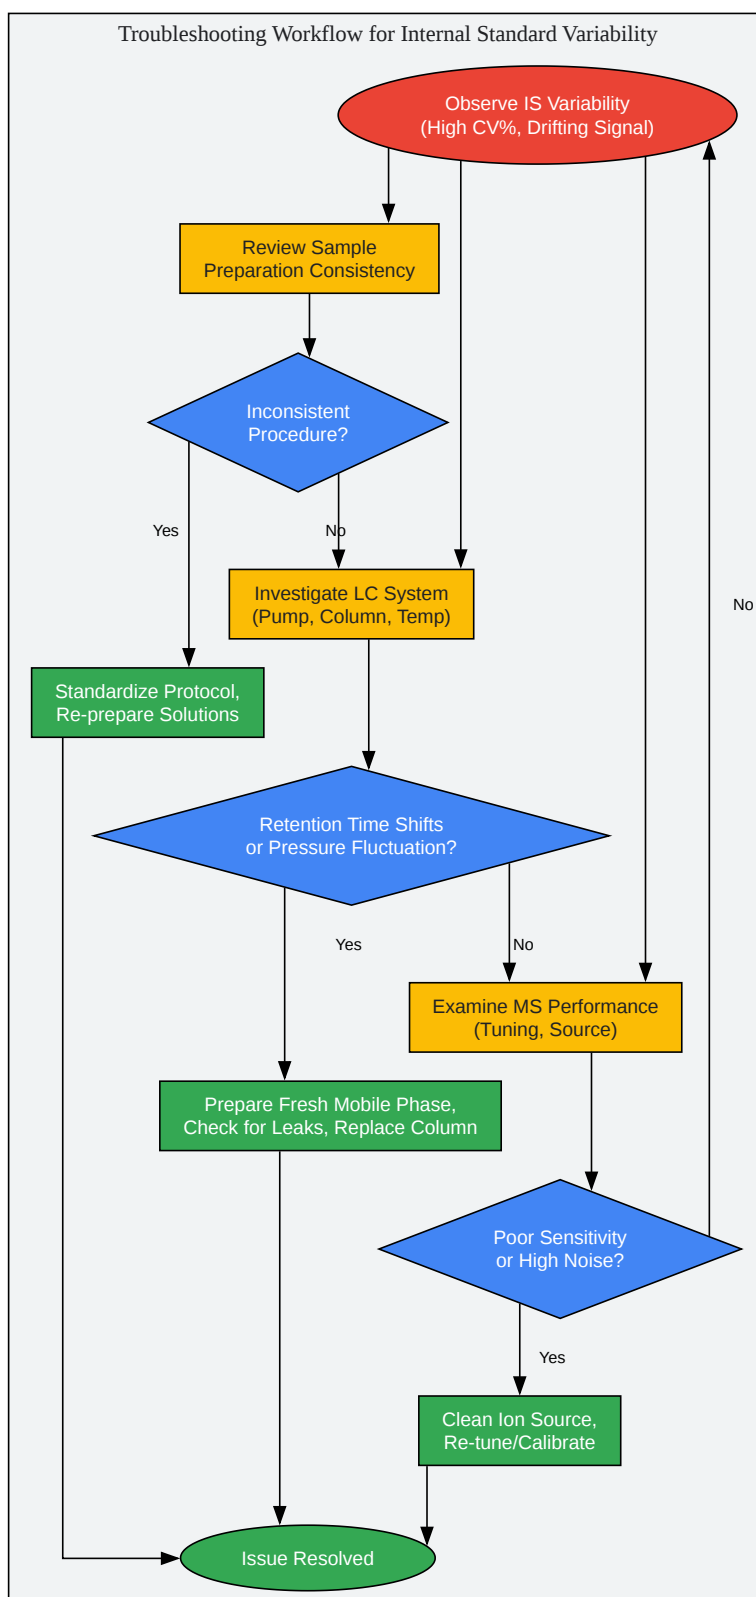 Troubleshooting Workflow for Internal Standard Variability
Observe IS Variability
(High CV%, Drifting Signal)
Review Sample
Preparation Consistency
Inconsistent
Procedure?
Yes
No
Investigate LC System
(Pump, Column, Temp)
No
Standardize Protocol,
Re-prepare Solutions
Retention Time Shifts
or Pressure Fluctuation?
Yes
No
Examine MS Performance
(Tuning, Source)
Prepare Fresh Mobile Phase,
Check for Leaks, Replace Column
Poor Sensitivity
or High Noise?
Yes
Clean Ion Source,
Re-tune/Calibrate
Issue Resolved